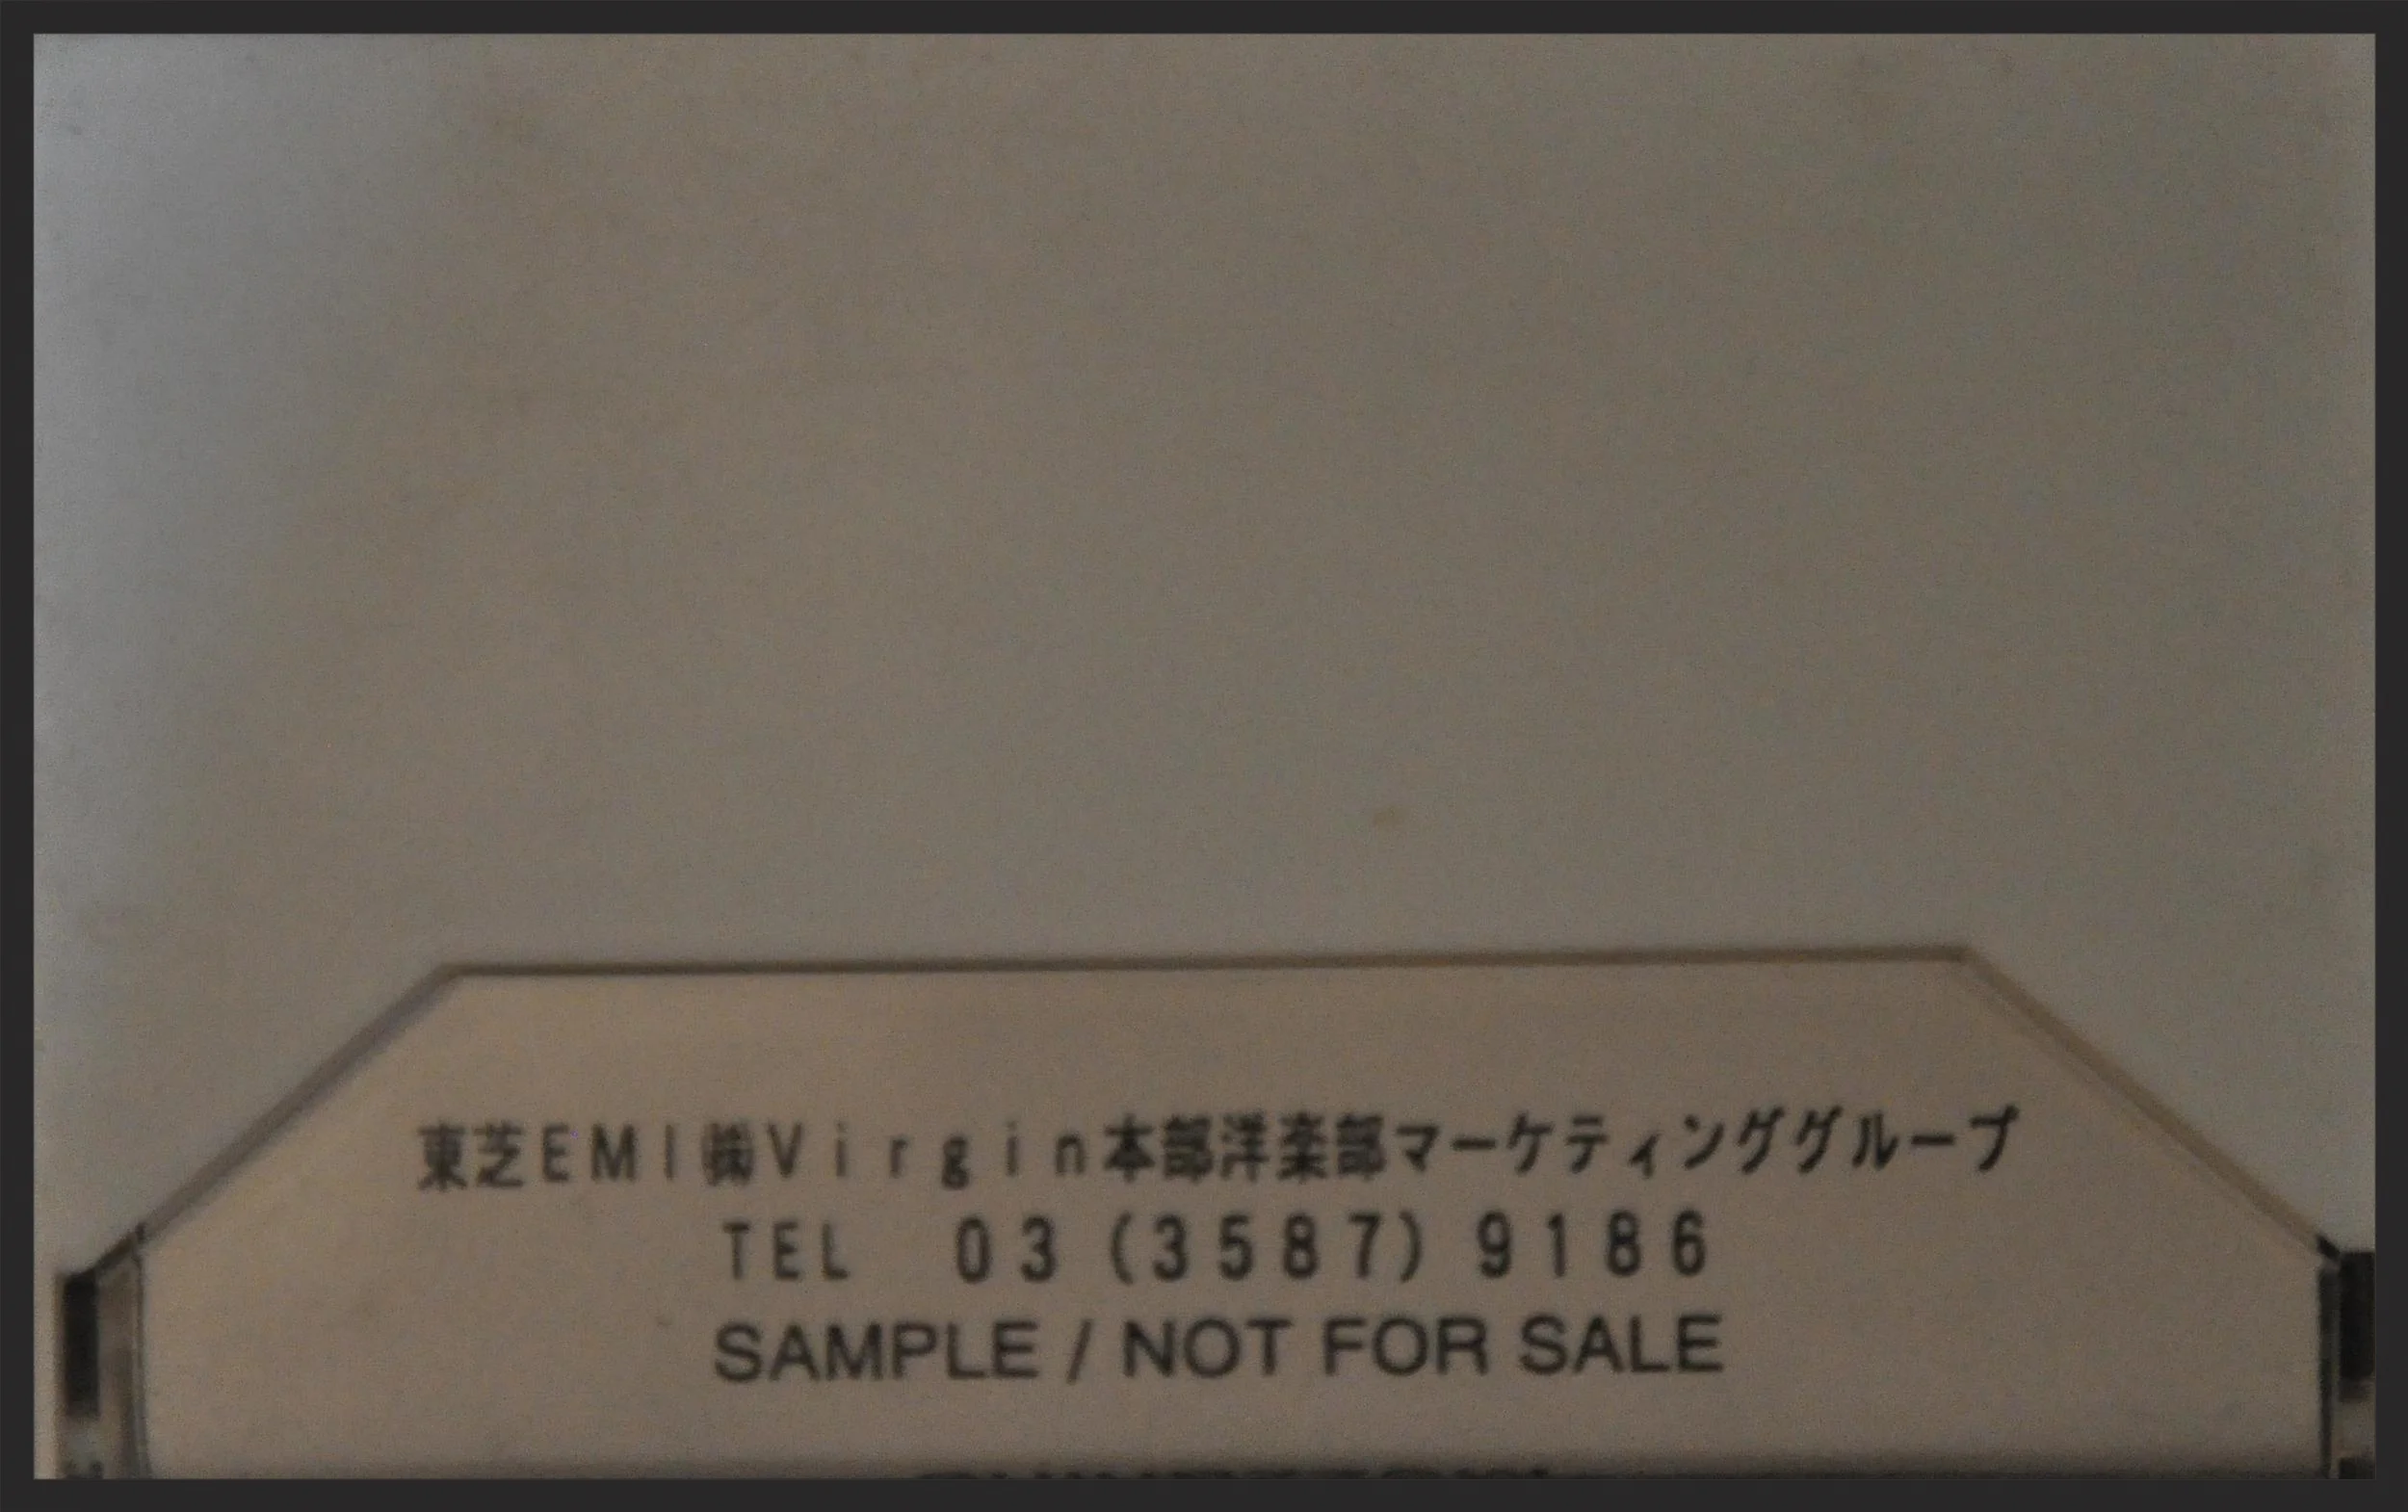 東芝EMI㈱Virgin本部洋楽部マーケティンググループ
TEL 03(3587)9186
SAMPLE / NOT FOR SALE